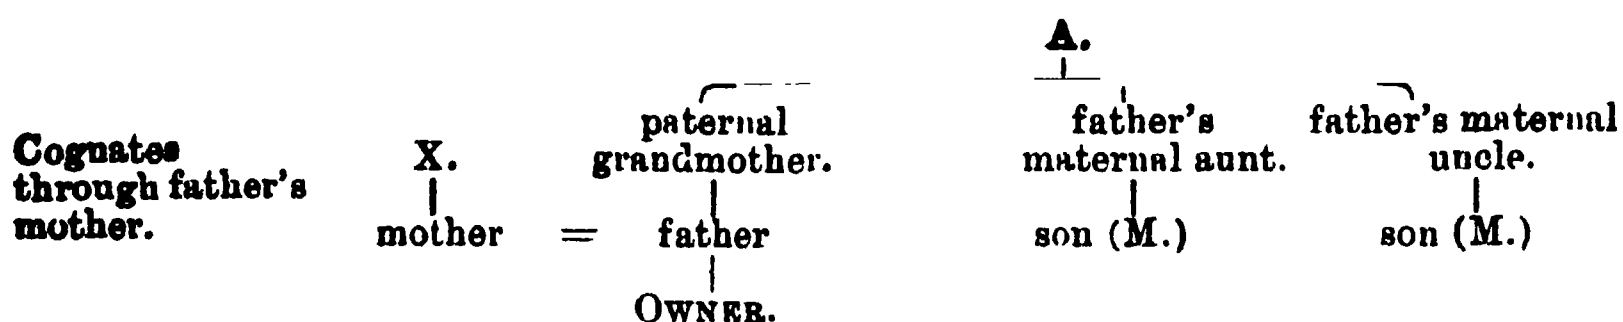 A.
paternal father's father's maternal
Cognates X. grandmother. maternal aunt. uncle.
through father's
mother. mother = father son (M.) son (M.)
OWNER.